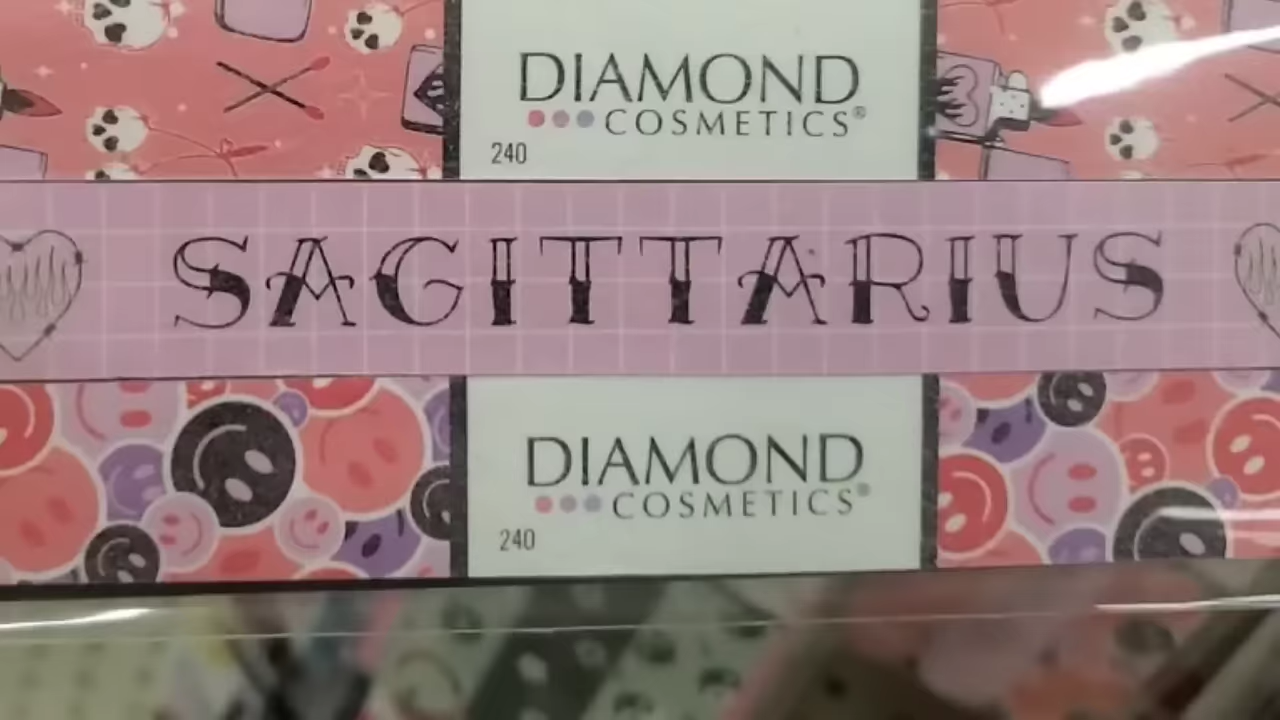 DIAMOND
COSMETICS®
240
SAGITTARIUS
DIAMOND
COSMETICS®
240